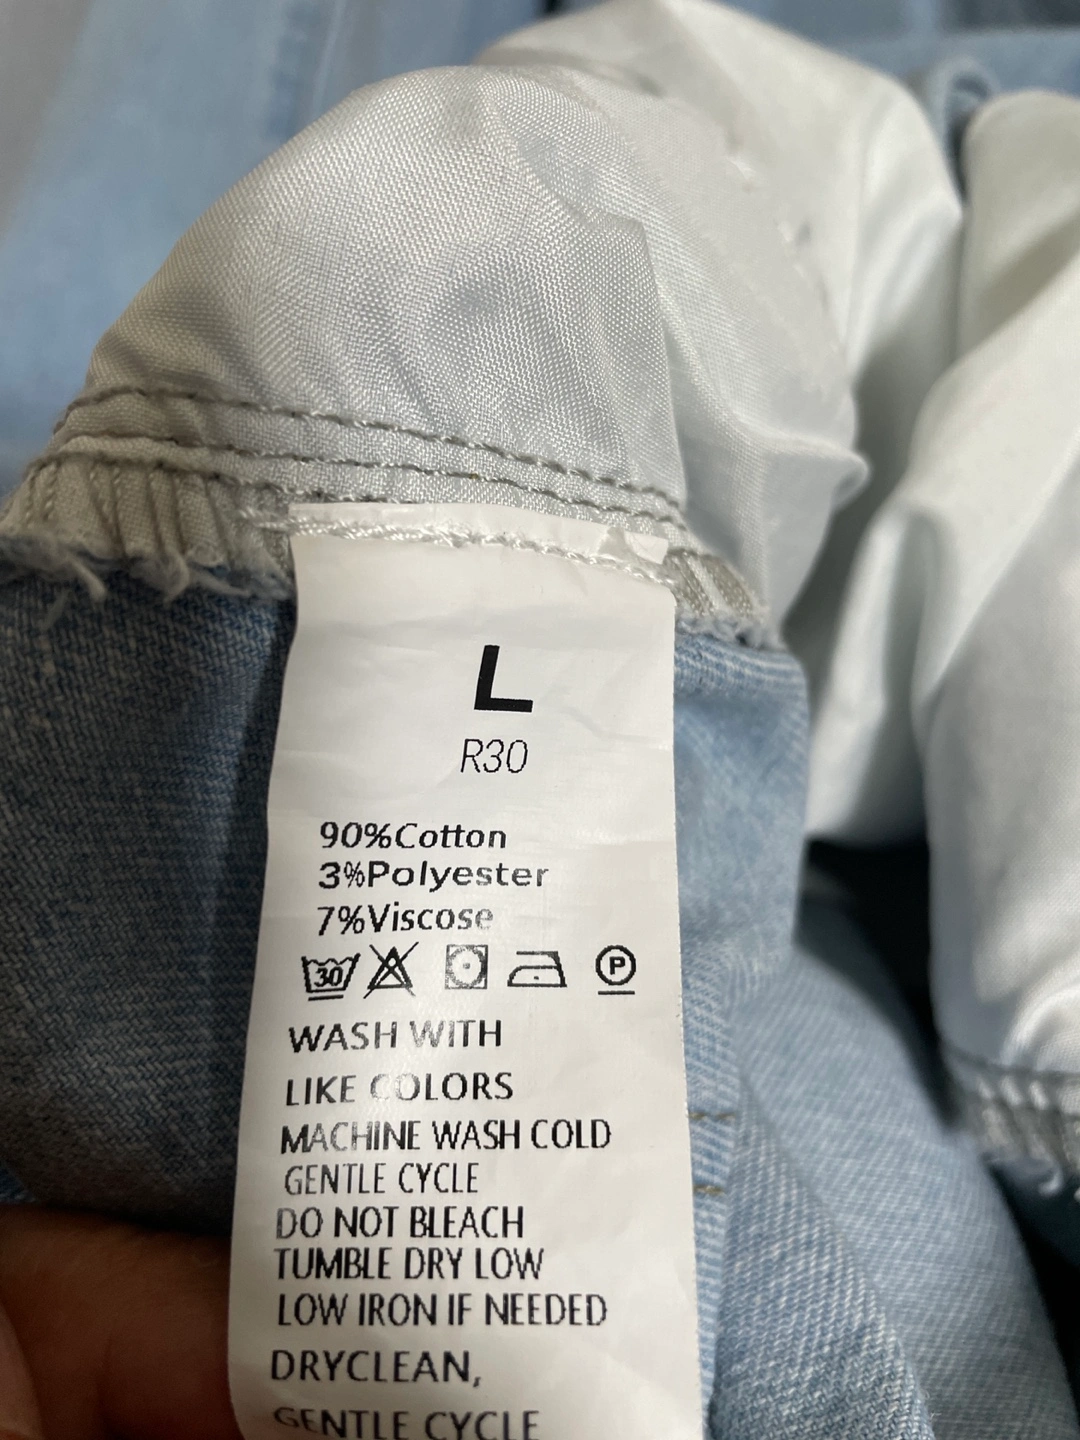 L
R30
90%Cotton
3%Polyester
7%Viscose
30 P
WASH WITH
LIKE COLORS
MACHINE WASH COLD
GENTLE CYCLE
DO NOT BLEACH
TUMBLE DRY LOW
LOW IRON IF NEEDED
DRYCLEAN,
GENTLE CYCLE